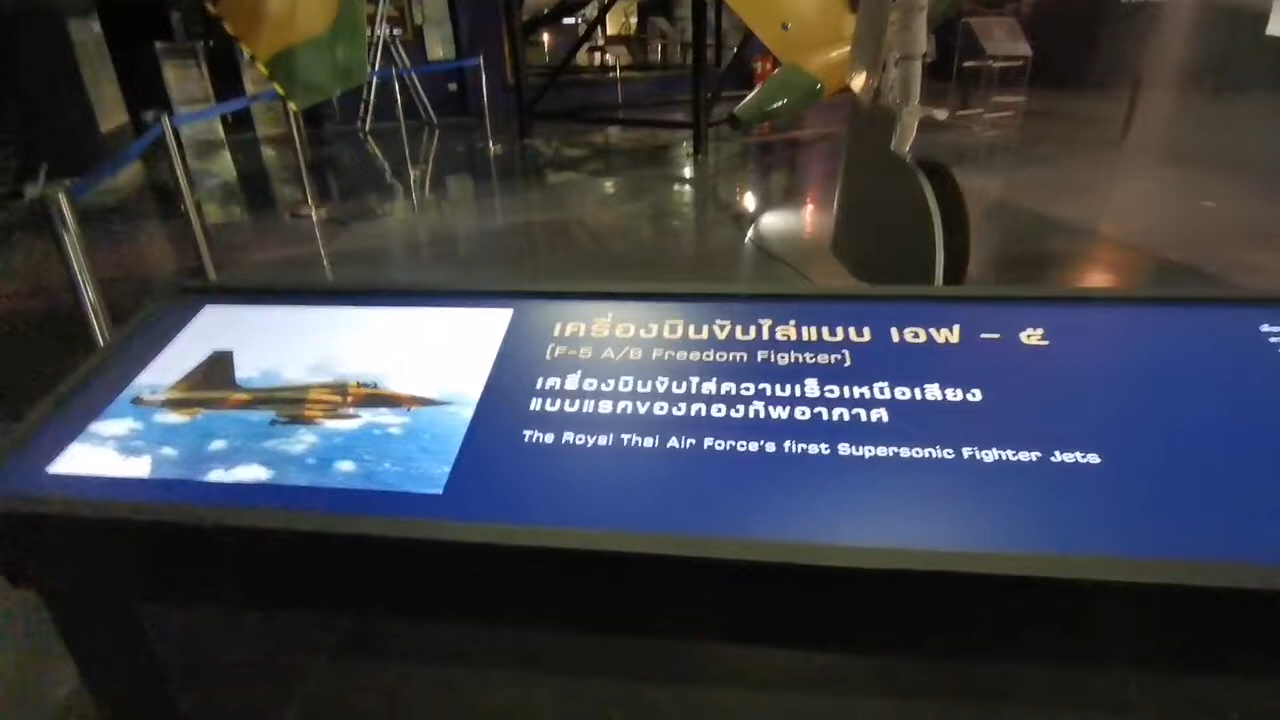 เครื่องบินขับไล่แบบ เอฟ - ๕
[F-5 A/B Freedom Fighter]
เครื่องบินขับไล่ความเร็วเหนือเสียง
แบบแรกของกองทัพอากาศ
The Royal Thai Air Force's first Supersonic Fighter Jets